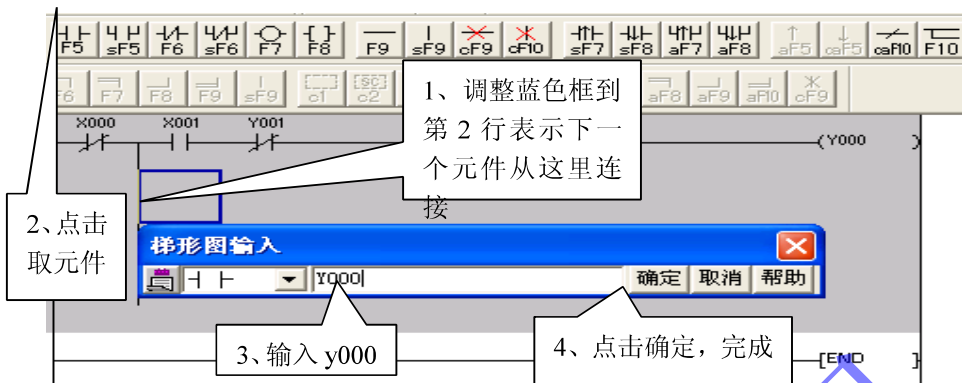 F5 sF5 F6 sF6 F7 F8 F9 sF9 cF9 cF10 sF7 sF8 aF7 aF8 aF5 caF5 caF10 F10
F6 F7 F8 F9 sF9 c1 c2 aF8 aF9 aF10 cF9
1、调整蓝色框到
第 2 行表示下一
个元件从这里连
接
X000 X001 Y001 Y000
2、点击
取元件
梯形图输入
Y000 确定 取消 帮助
3、输入 y000
4、点击确定，完成
END